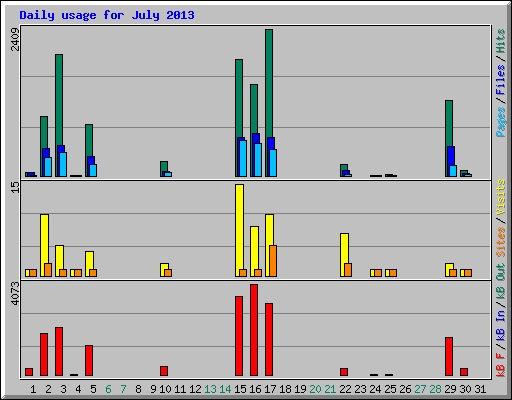 Daily usage for July 2013
2409
Pages / Files / Hits
15
Sites / Visits
4073
kB F / kB In / kB Out
1 2 3 4 5 6 7 8 9 10 11 12 13 14 15 16 17 18 19 20 21 22 23 24 25 26 27 28 29 30 31